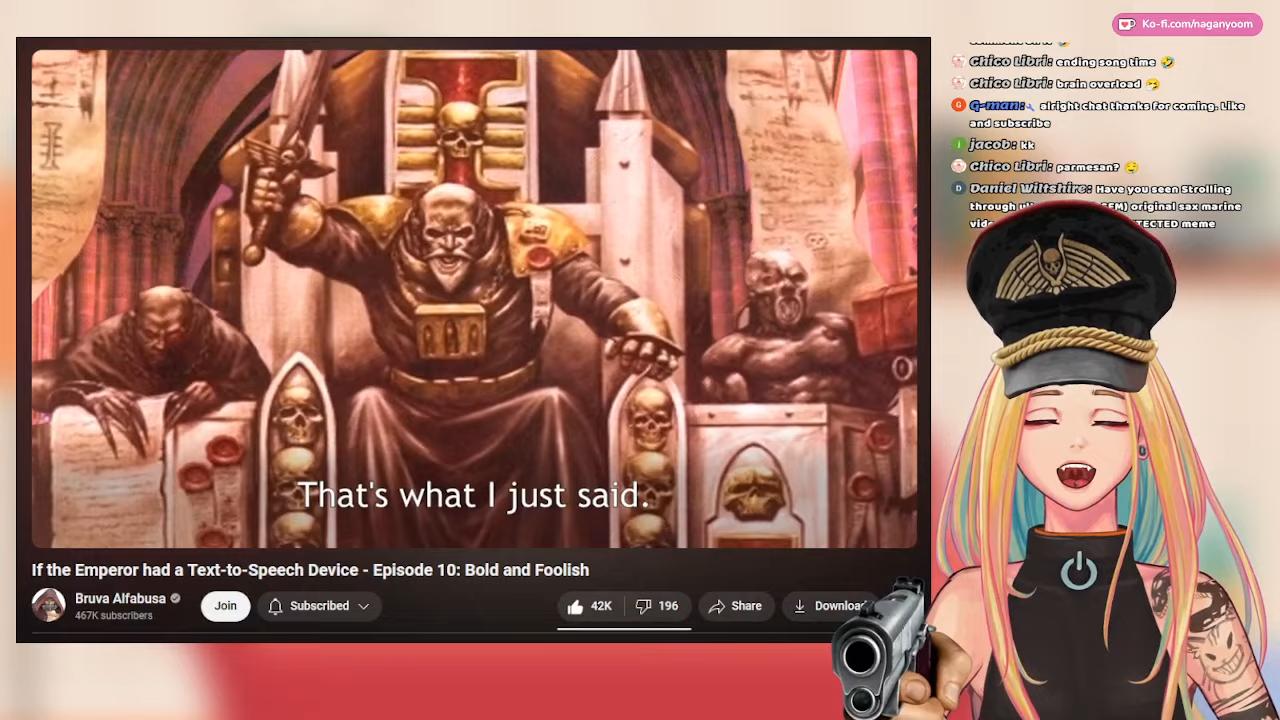 Ko-fi.com/naganyoom
Chico Libri: ending song time
Chico Libri: brain overload
G-man: alright chat thanks for coming. Like
and subscribe
jacob: kk
Chico Libri: parmesan?
Daniel Wiltshire: Have you seen Strolling
through original sax marine
meme
That's what I just said.
If the Emperor had a Text-to-Speech Device - Episode 10: Bold and Foolish
Bruva Alfabusa
467K subscribers
Join
Subscribed
42K
196
Share
Download